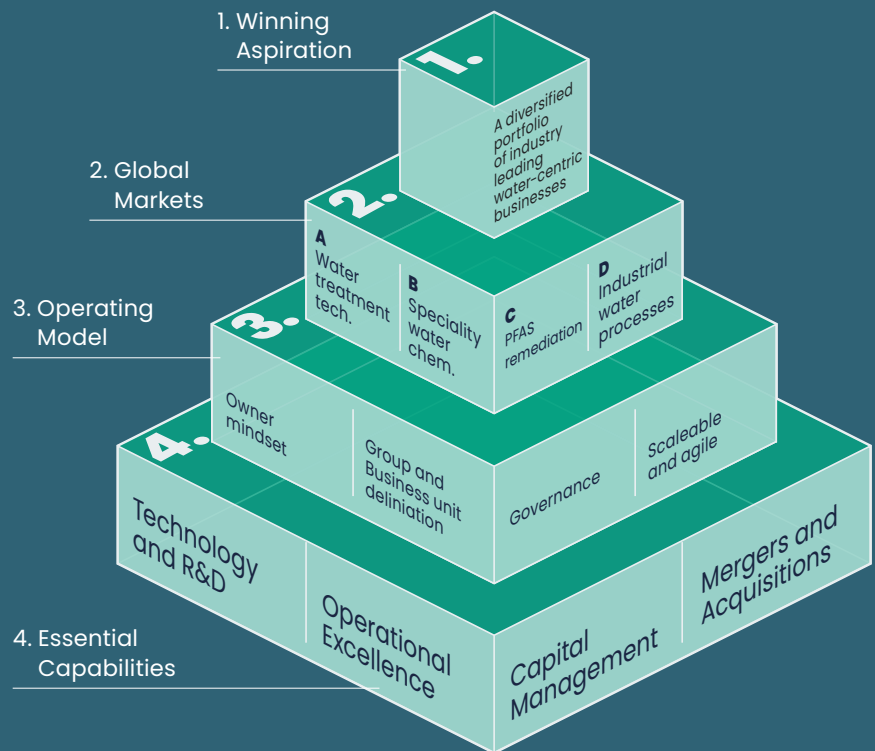 1. Winning
Aspiration
1.
A diversified
portfolio
of industry
leading
water-centric
businesses
2. Global
Markets
2.
A
Water
treatment
tech.
B
Speciality
water
chem.
C
PFAS
remediation
D
Industrial
water
processes
3. Operating
Model
3.
Owner
mindset
Group and
Business unit
deliniation
Governance
Scaleable
and agile
4.
Technology
and R&D
Operational
Excellence
Capital
Management
Mergers and
Acquisitions
4. Essential
Capabilities